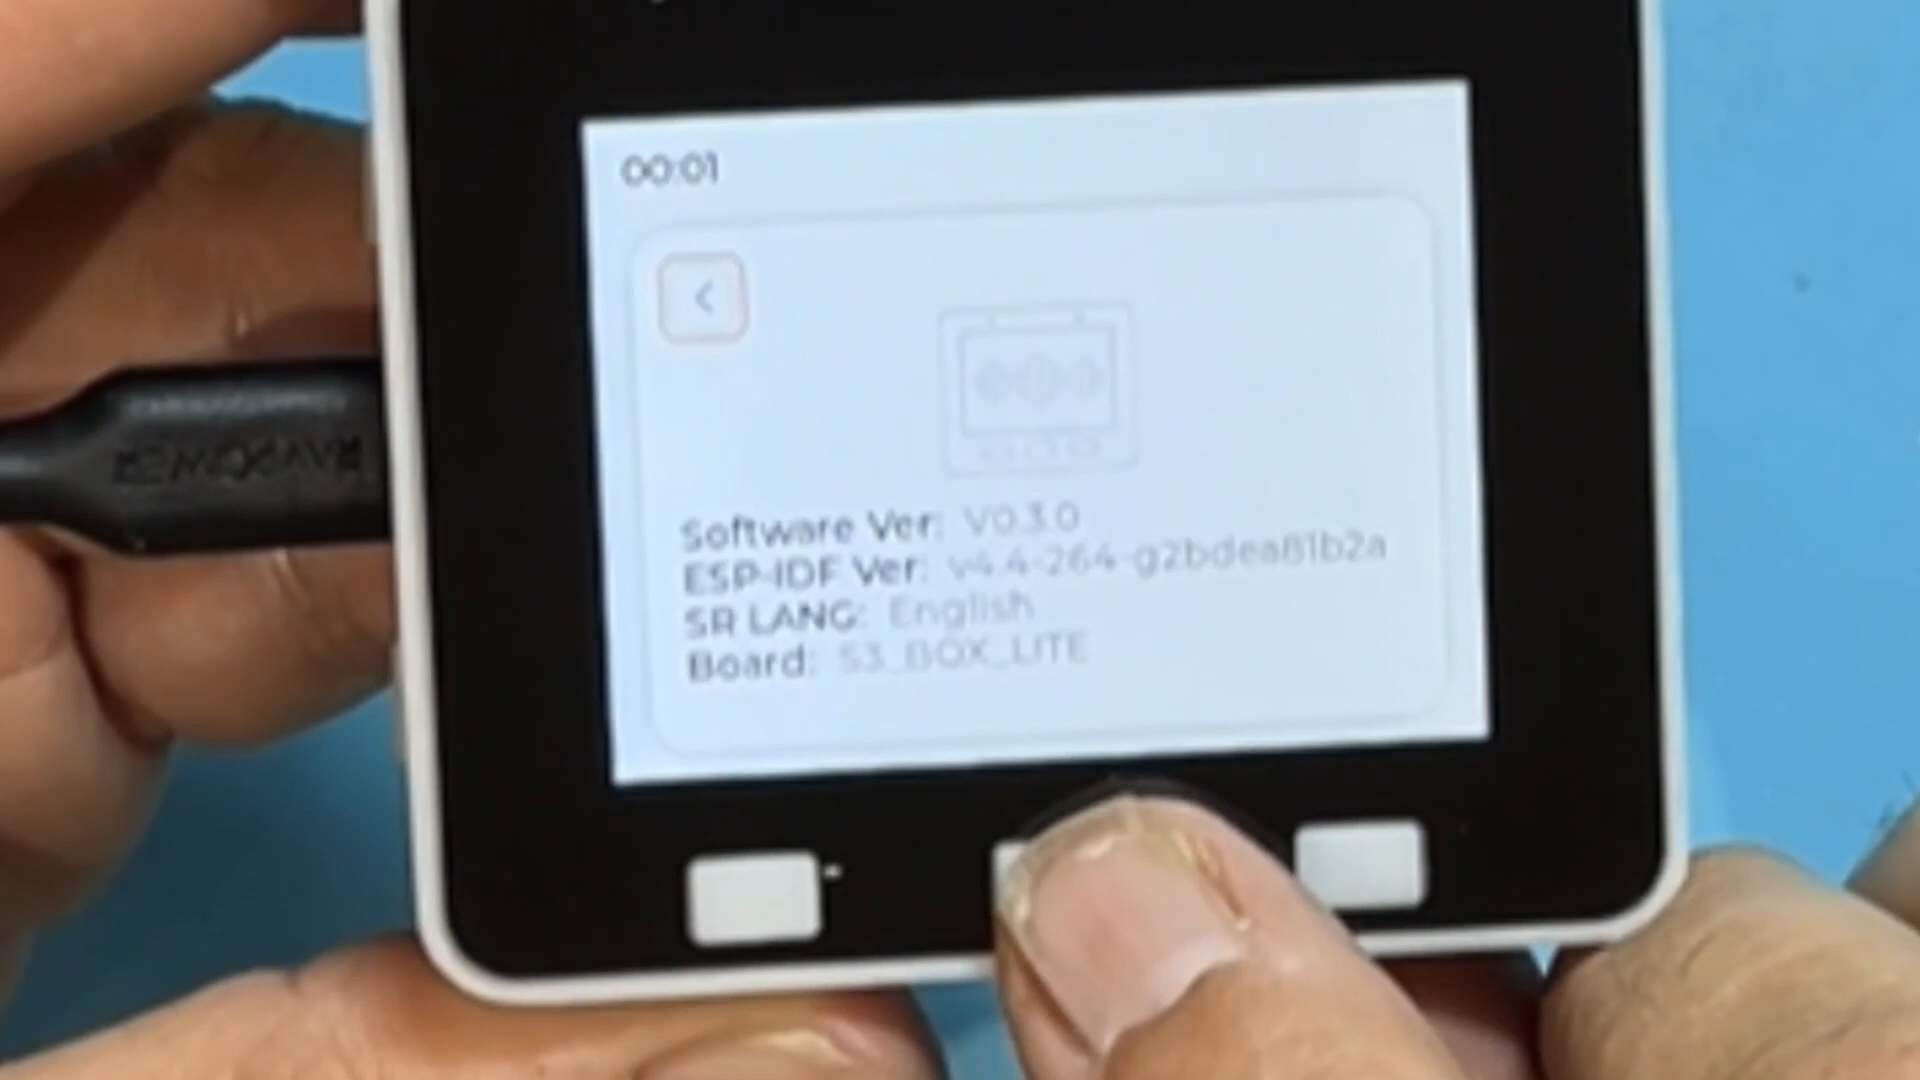 00:01
Software Ver: V0.3.0
ESP-IDF Ver: v4.4-264-g2bdea81b2a
SR LANG: English
Board: S3_BOX_LITE
RAVPOWER